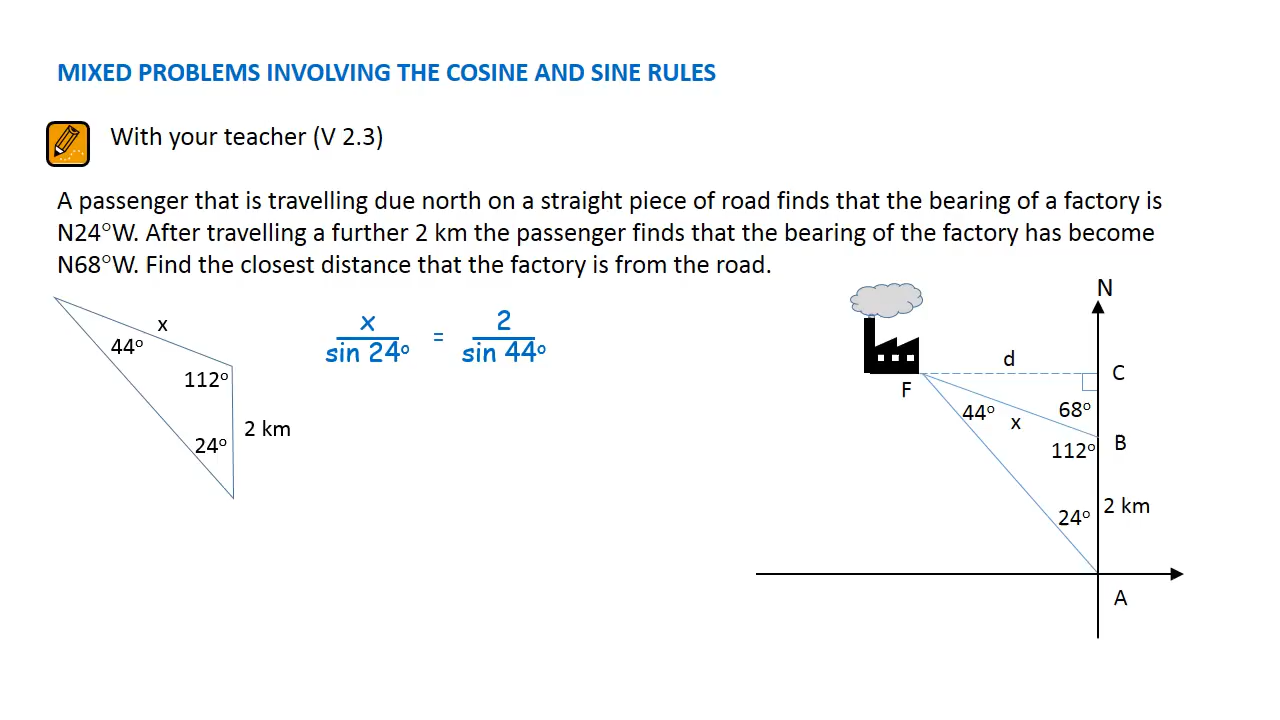 MIXED PROBLEMS INVOLVING THE COSINE AND SINE RULES
With your teacher (V 2.3)
A passenger that is travelling due north on a straight piece of road finds that the bearing of a factory is
N24°W. After travelling a further 2 km the passenger finds that the bearing of the factory has become
N68°W. Find the closest distance that the factory is from the road.
x
44°
112°
24°
2 km
x
sin 24°
=
2
sin 44°
N
d
C
F
44°
x
68°
112°
B
24°
2 km
A